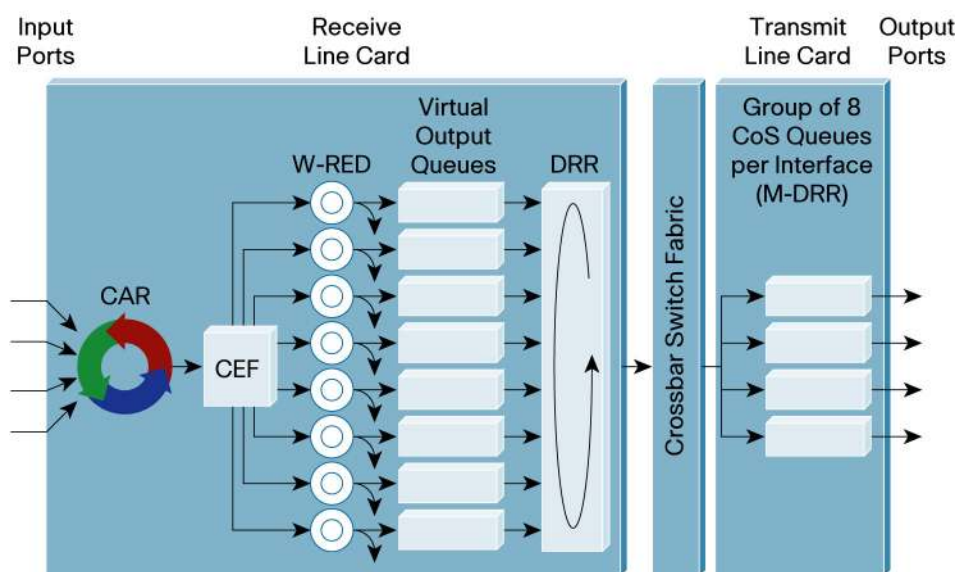 Input
Ports
Receive
Line Card
Transmit
Line Card
Output
Ports
Virtual
Output
Queues
W-RED
DRR
CAR
CEF
Crossbar Switch Fabric
Group of 8
CoS Queues
per Interface
(M-DRR)